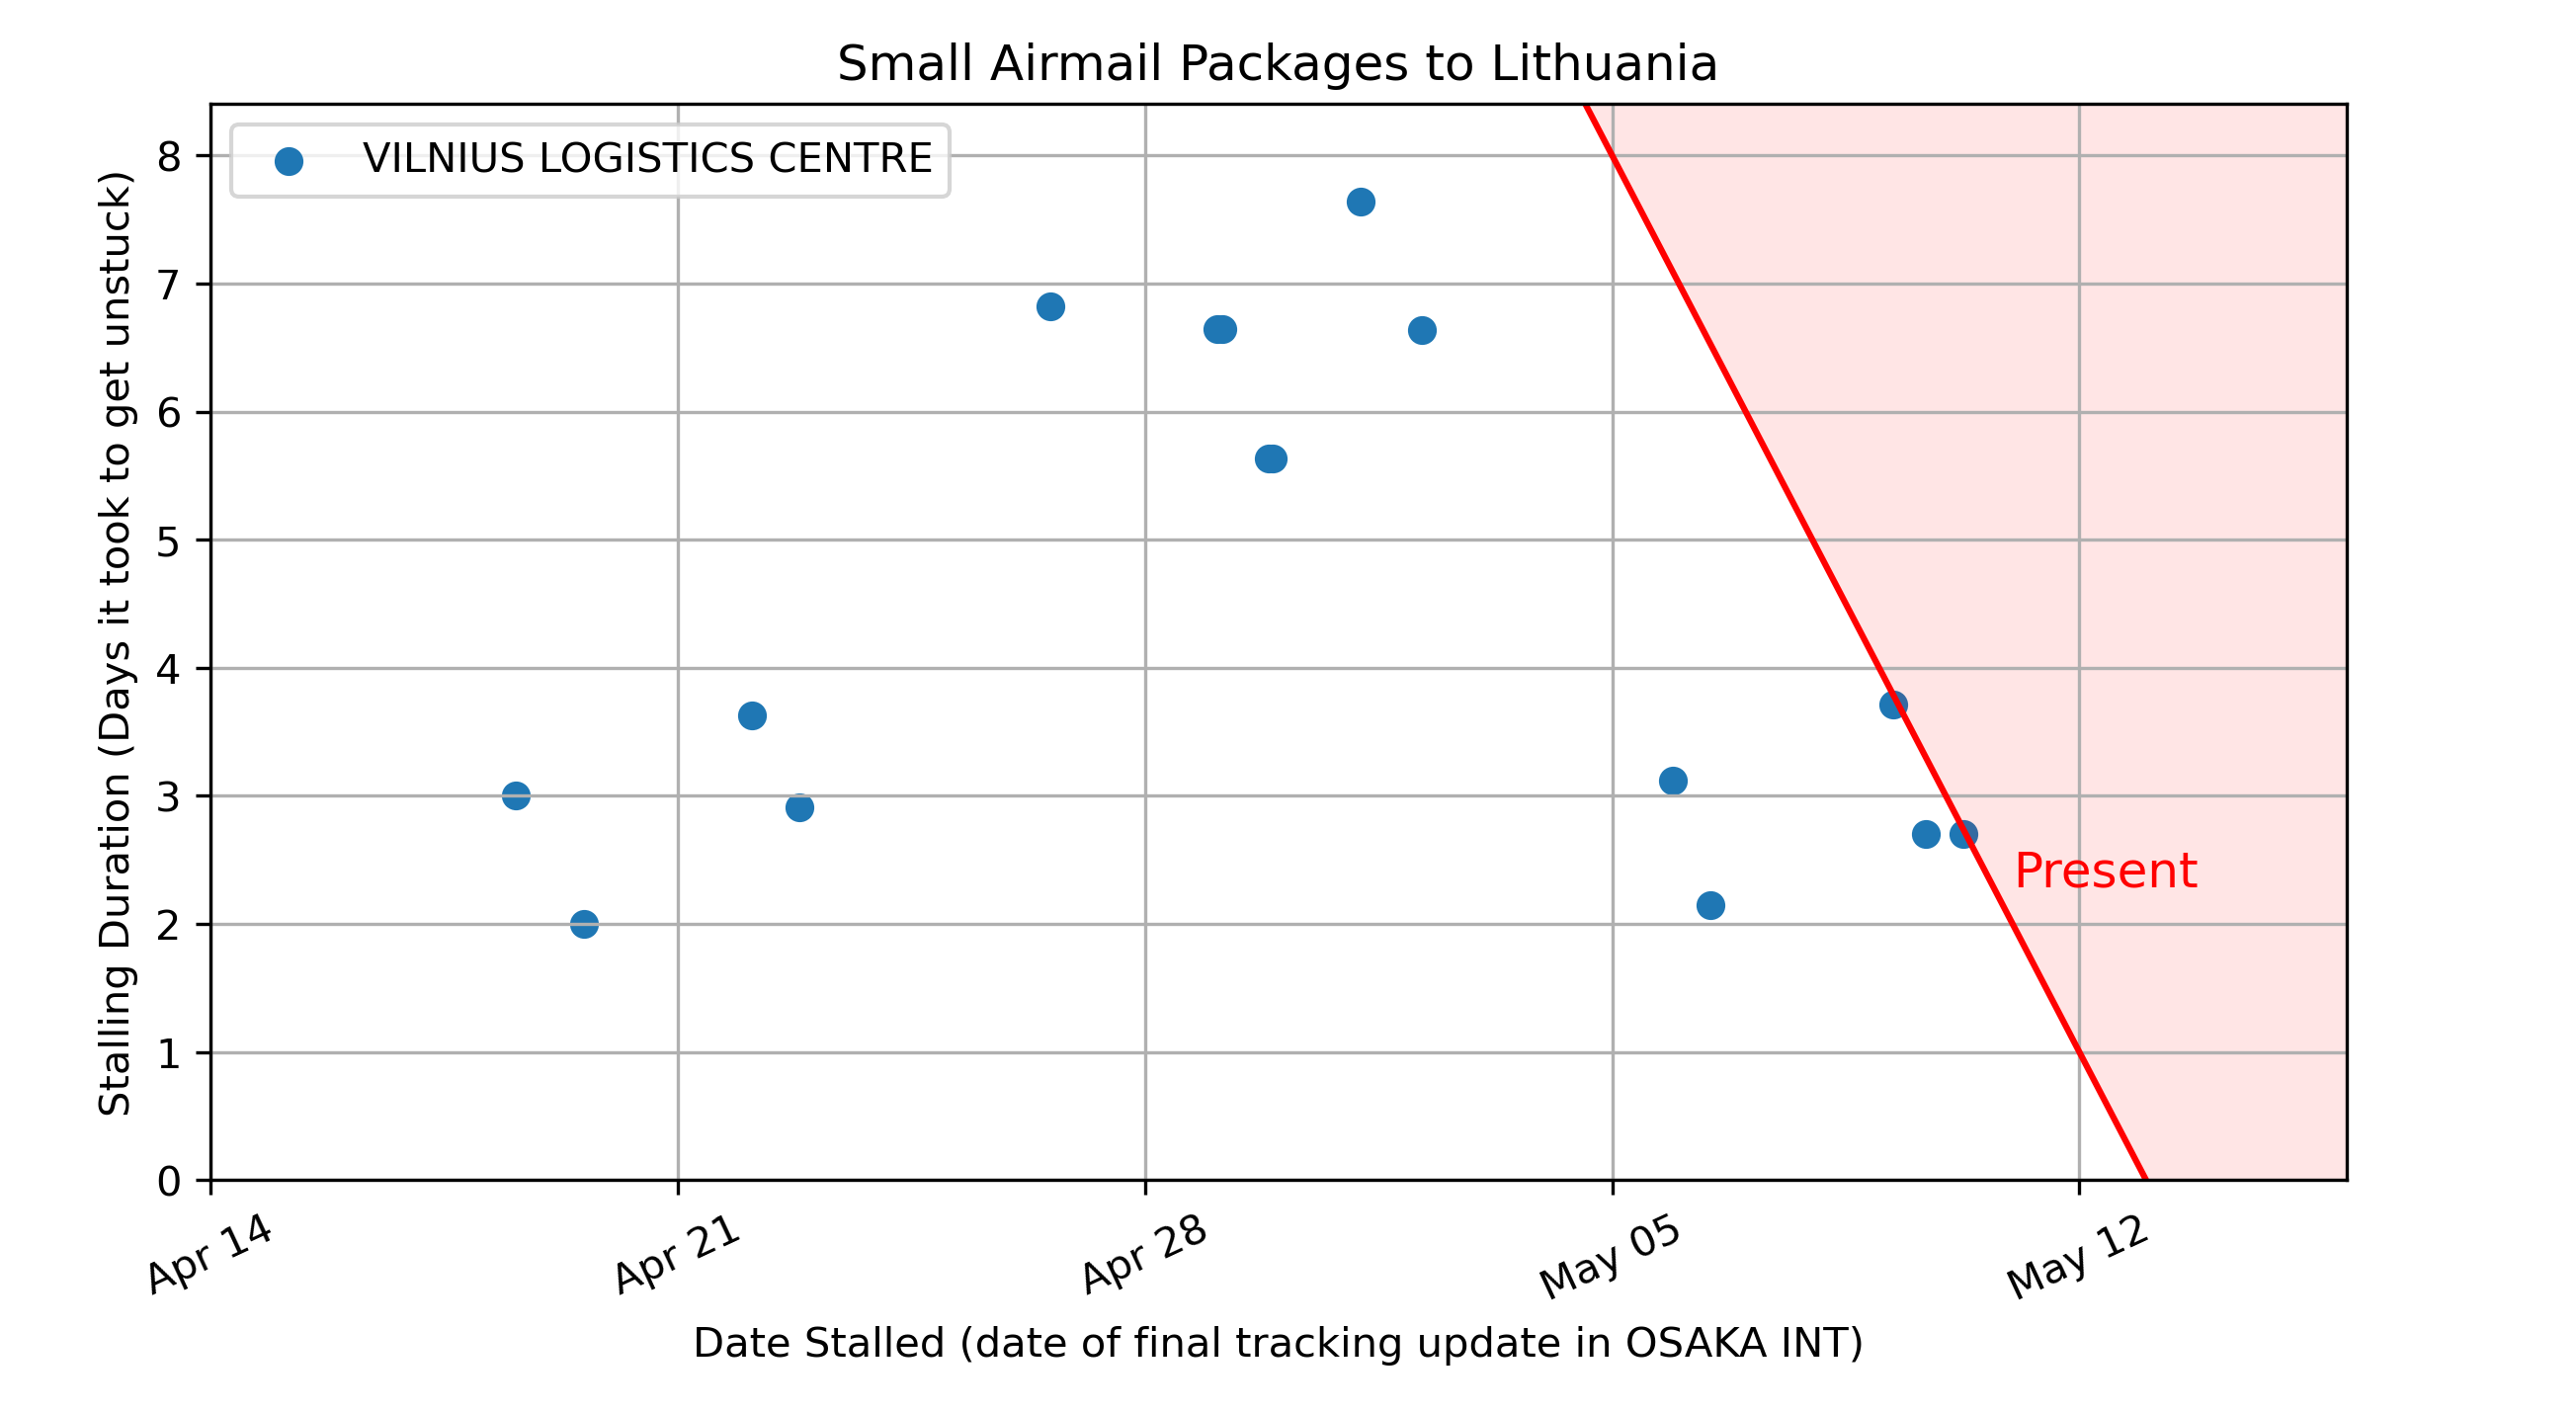 Small Airmail Packages to Lithuania
VILNIUS LOGISTICS CENTRE
Stalling Duration (Days it took to get unstuck)
8
7
6
5
4
3
2
1
0
Present
Apr 14
Apr 21
Apr 28
May 05
May 12
Date Stalled (date of final tracking update in OSAKA INT)